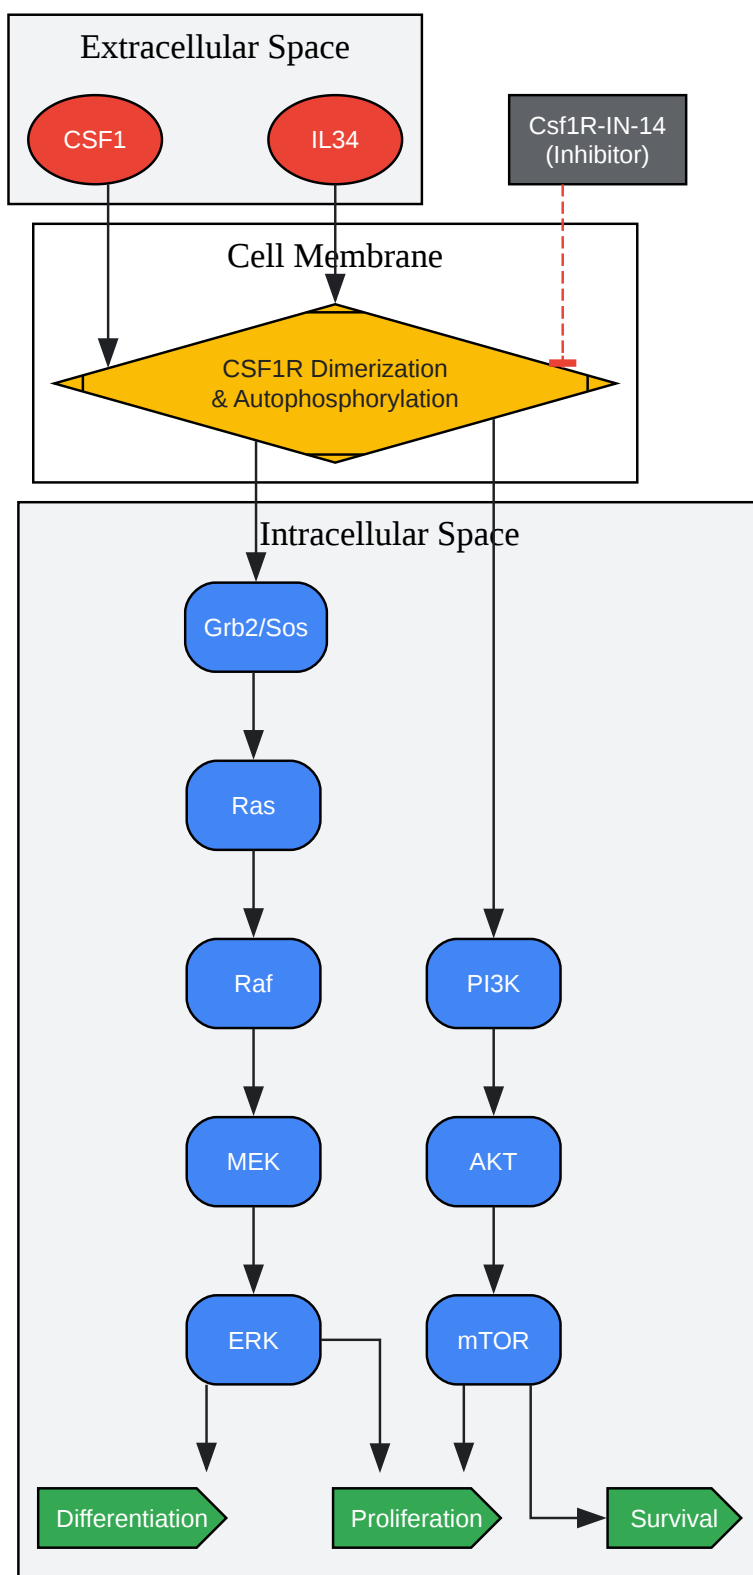 Extracellular Space
CSF1
IL34
Csf1R-IN-14
(Inhibitor)
Cell Membrane
CSF1R Dimerization
& Autophosphorylation
Intracellular Space
Grb2/Sos
Ras
Raf
PI3K
MEK
AKT
ERK
mTOR
Differentiation
Proliferation
Survival